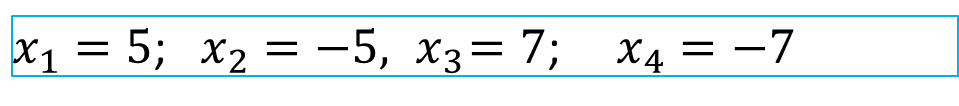 x₁ = 5; x₂ = −5, x₃ = 7; x₄ = −7